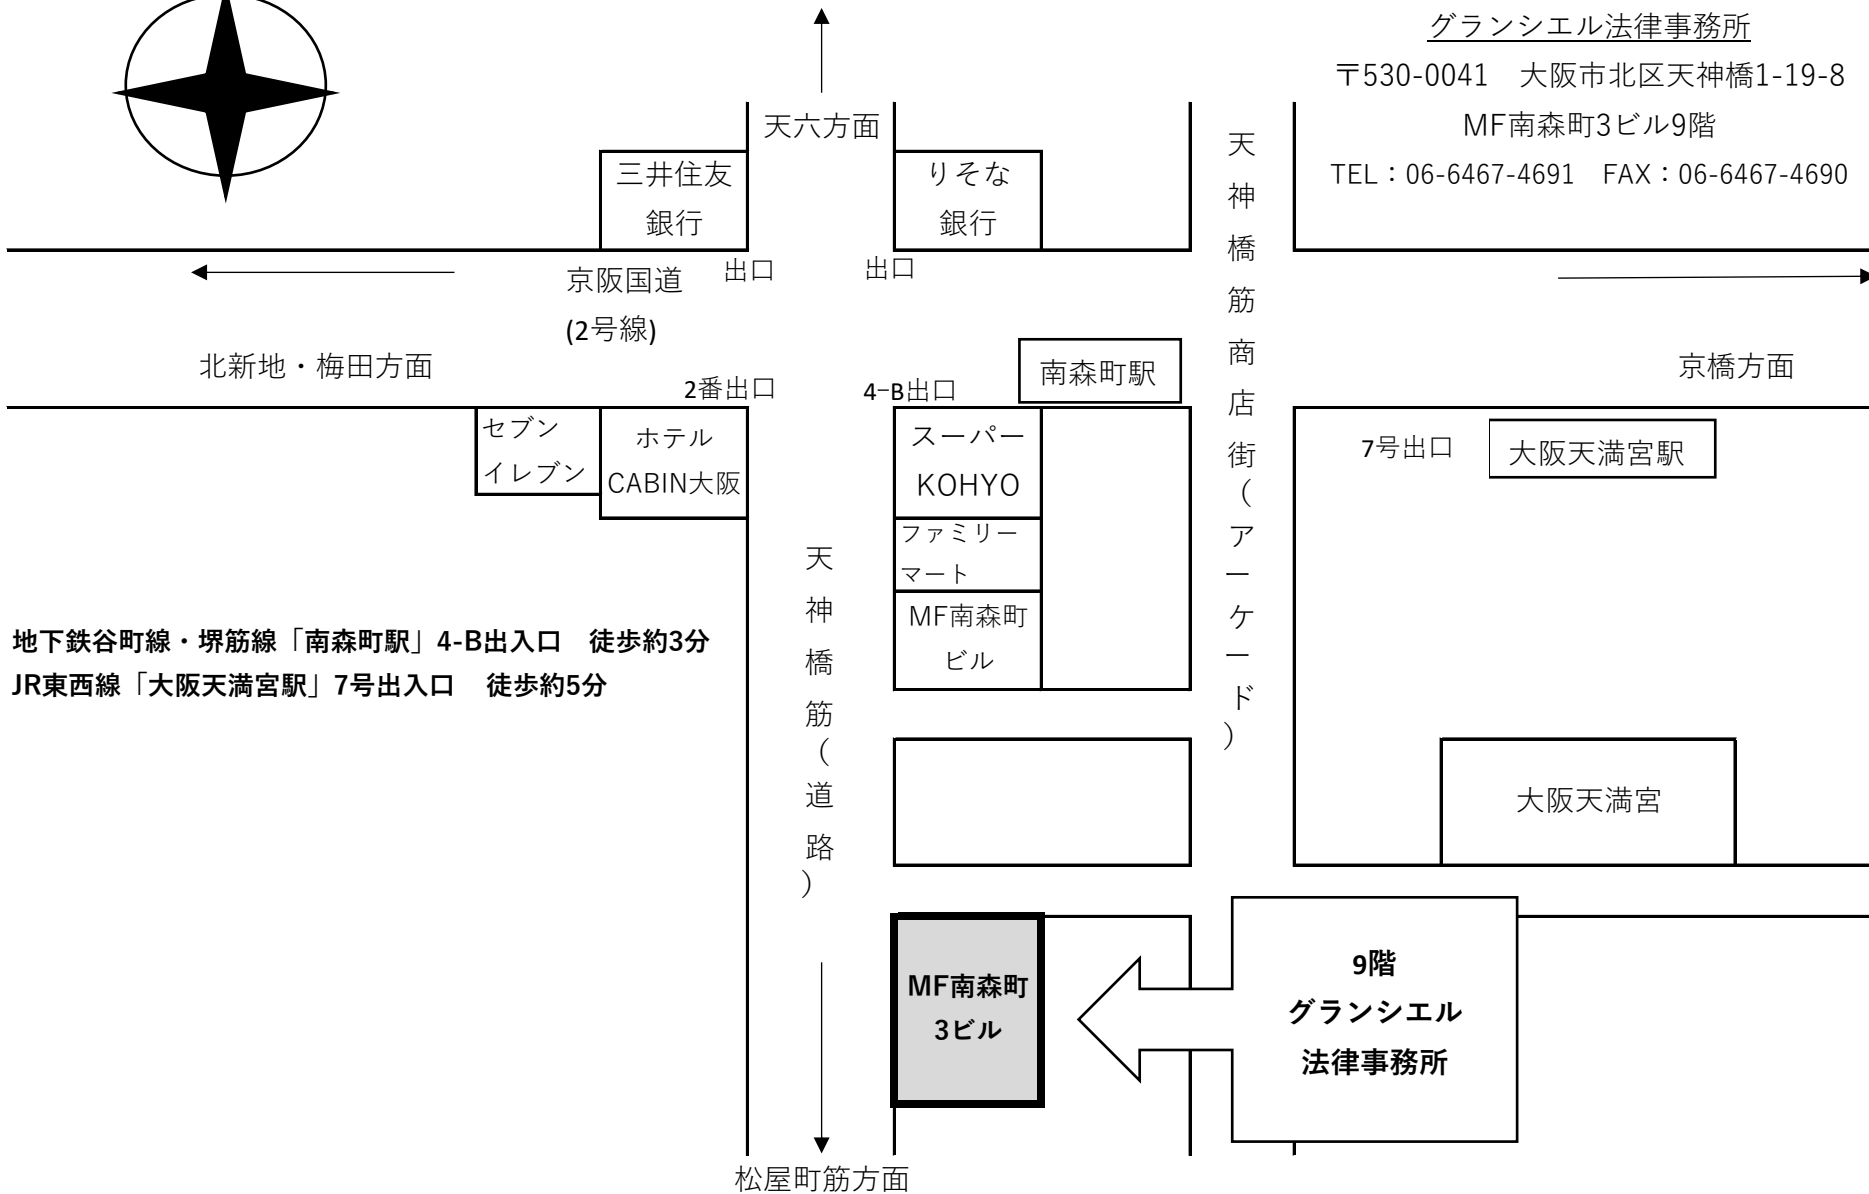 グランシエル法律事務所
〒530-0041　大阪市北区天神橋1-19-8
MF南森町3ビル9階
TEL：06-6467-4691　FAX：06-6467-4690
天六方面
三井住友
銀行
りそな
銀行
天神橋筋商店街（アーケード）
出口
出口
京阪国道
(2号線)
北新地・梅田方面
京橋方面
南森町駅
2番出口
4-B出口
セブン
イレブン
ホテル
CABIN大阪
スーパー
KOHYO
7号出口
大阪天満宮駅
ファミリー
マート
MF南森町
ビル
天神橋筋（道路）
地下鉄谷町線・堺筋線「南森町駅」4-B出入口　徒歩約3分
JR東西線「大阪天満宮駅」7号出入口　徒歩約5分
大阪天満宮
MF南森町
3ビル
9階
グランシエル
法律事務所
松屋町筋方面